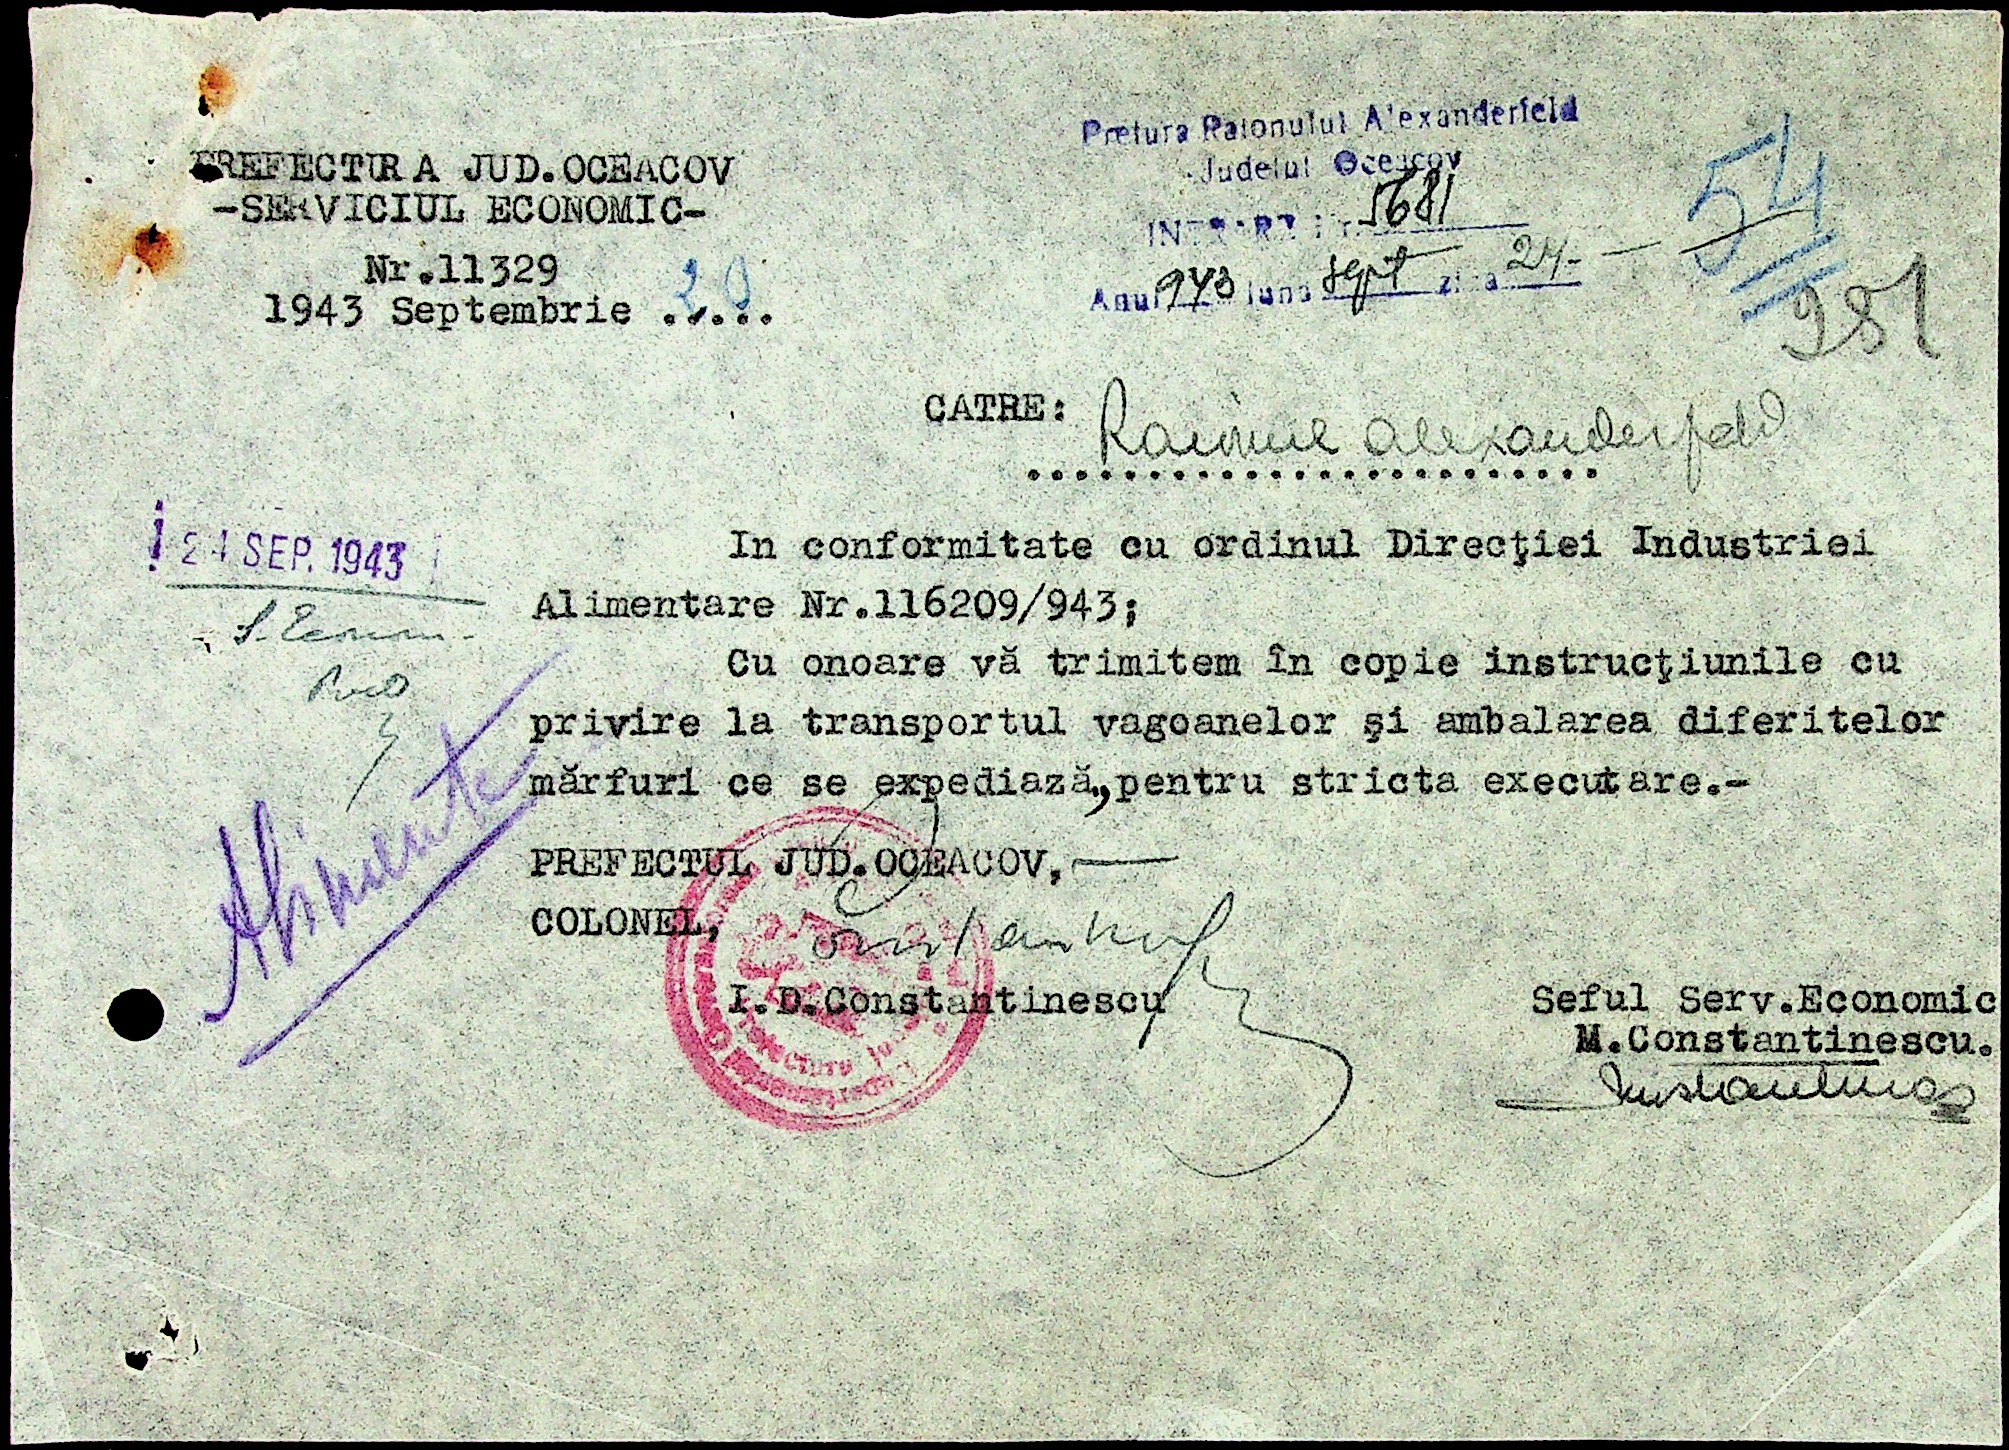 PREFECTURA JUD.OCEACOV
-SERVICIUL ECONOMIC-
Nr.11329
1943 Septembrie 20
Pretura Raionului Alexanderfeld
Judetul Oceacov
INTRARE Nr. 5681
Anul 943 luna sept ziua 24-
54
281
CATRE: Raionul Alexanderfeld
24 SEP. 1943
In conformitate cu ordinul Direcţiei Industriei
Alimentare Nr.116209/943;
Cu onoare vă trimitem în copie instrucţiunile cu
privire la transportul vagoanelor şi ambalarea diferitelor
mărfuri ce se expediază,,pentru stricta executare.-
Alimente
PREFECTUL JUD.OCEACOV,
COLONEL,
Constantinescu
I.D.Constantinescu
Seful Serv.Economic
M.Constantinescu.